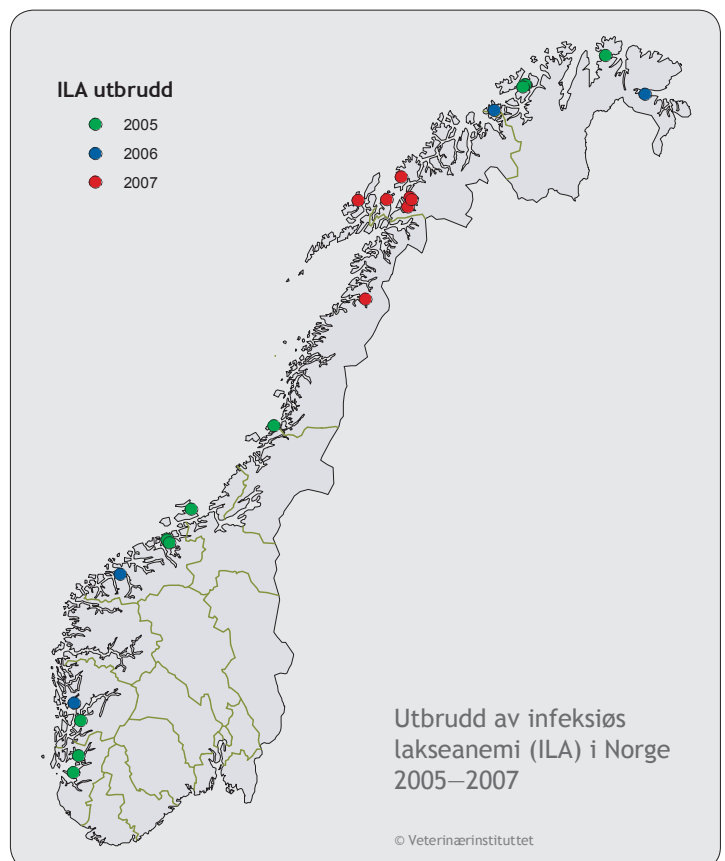 ILA utbrudd
2005
2006
2007
Utbrudd av infeksiøs
lakseanemi (ILA) i Norge
2005—2007
© Veterinærinstituttet